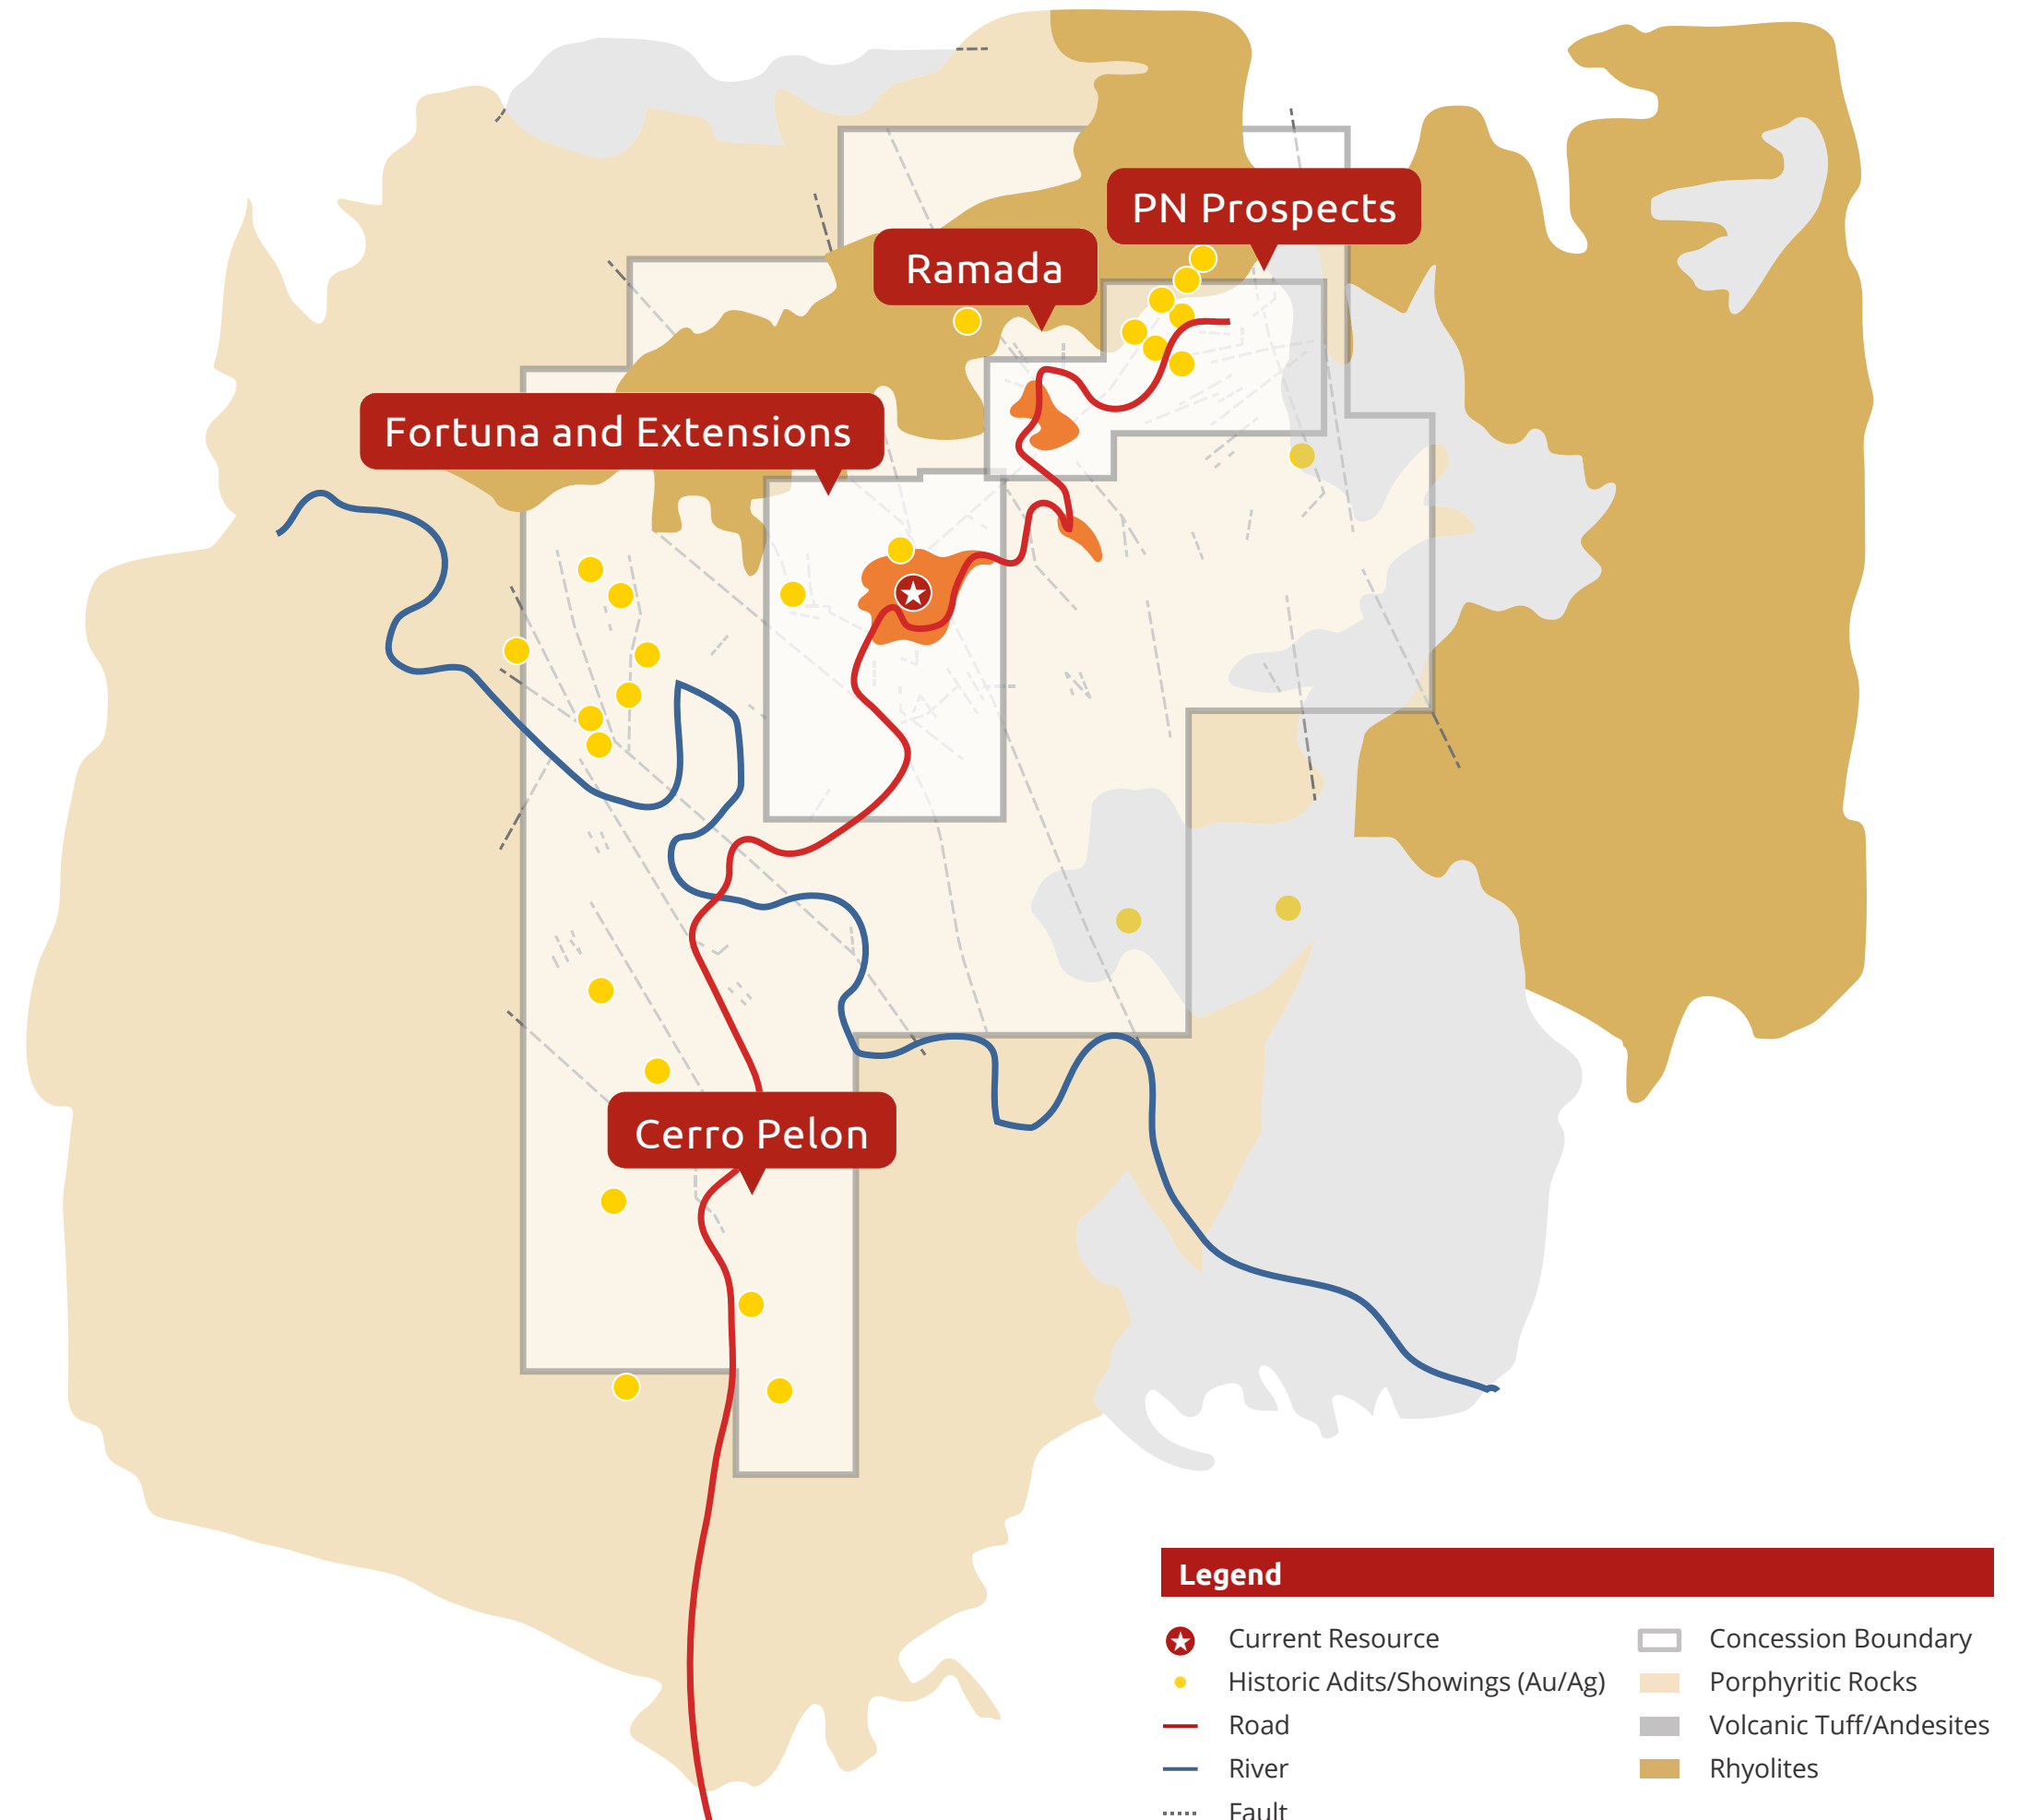 PN Prospects
Ramada
Fortuna and Extensions
Cerro Pelon
Legend
Current Resource
Historic Adits/Showings (Au/Ag)
Road
River
Fault
Concession Boundary
Porphyritic Rocks
Volcanic Tuff/Andesites
Rhyolites